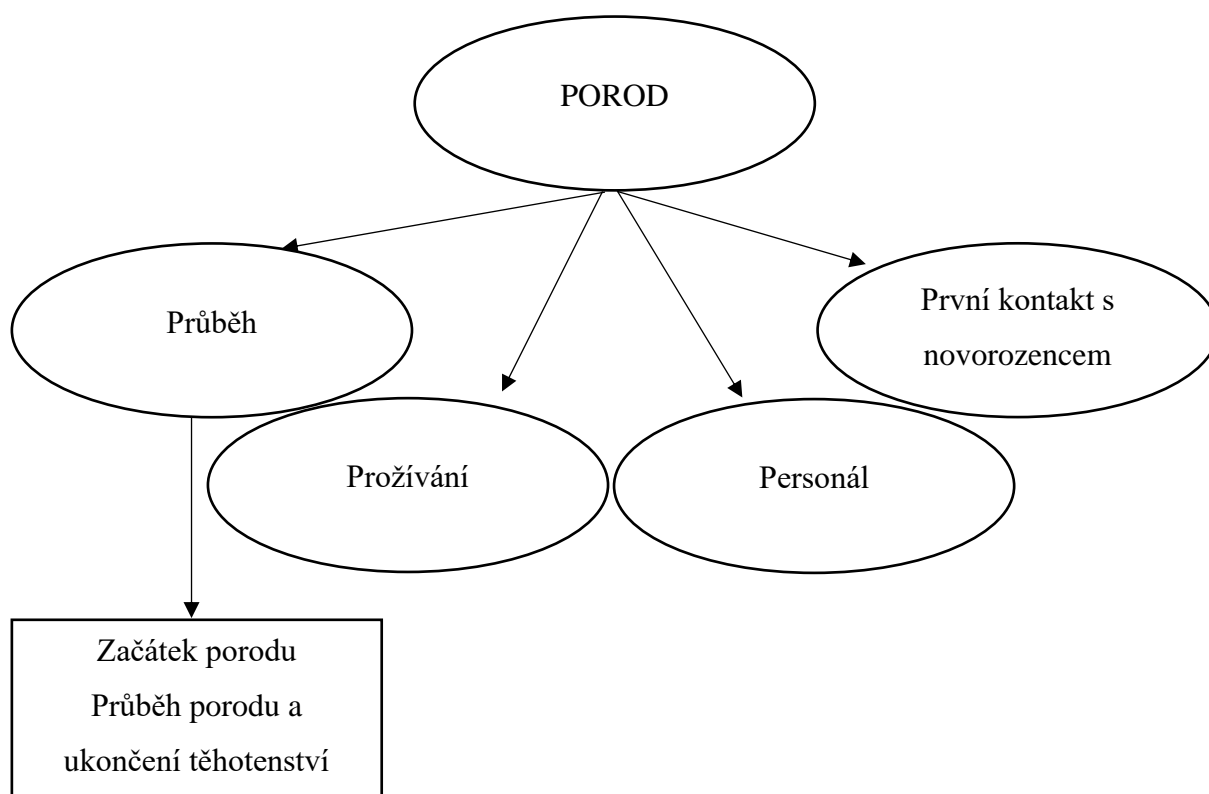 POROD
Průběh
První kontakt s
novorozencem
Prožívání
Personál
Začátek porodu
Průběh porodu a
ukončení těhotenství